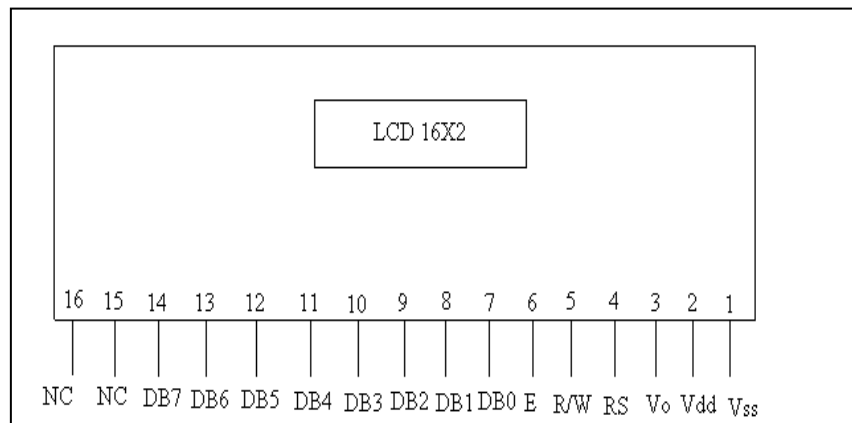 LCD 16X2
16 15 14 13 12 11 10 9 8 7 6 5 4 3 2 1
NC NC DB7 DB6 DB5 DB4 DB3 DB2 DB1 DB0 E R/W RS Vo Vdd Vss